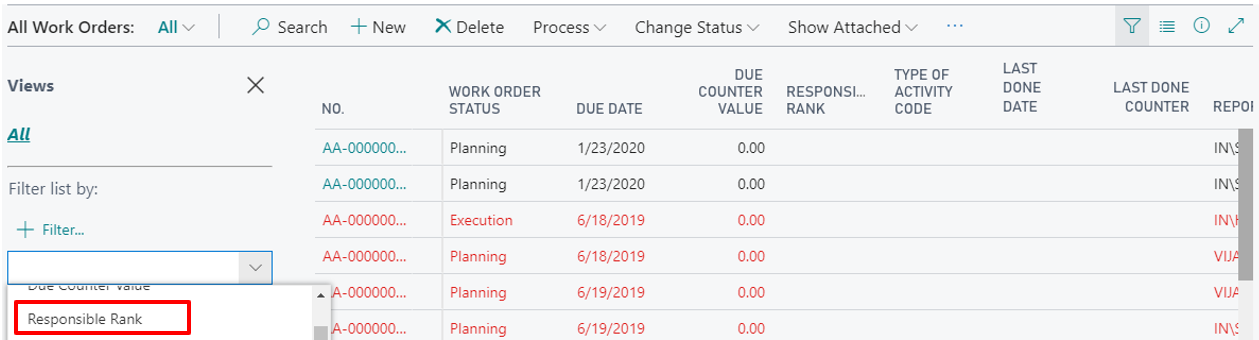 All Work Orders: All Search + New Delete Process Change Status Show Attached ...
Views
All
Filter list by:
+ Filter...
Due Counter Value
Responsible Rank
NO. WORK ORDER STATUS DUE DATE DUE COUNTER VALUE RESPONSI... RANK TYPE OF ACTIVITY CODE LAST DONE DATE LAST DONE COUNTER REPOR
AA-000000... Planning 1/23/2020 0.00 IN\S
AA-000000... Planning 1/23/2020 0.00 IN\S
AA-000000... Execution 6/18/2019 0.00 IN\
AA-000000... Planning 6/18/2019 0.00 VIJA
AA-000000... Planning 6/19/2019 0.00 VIJA
AA-000000... Planning 6/19/2019 0.00 IN\S